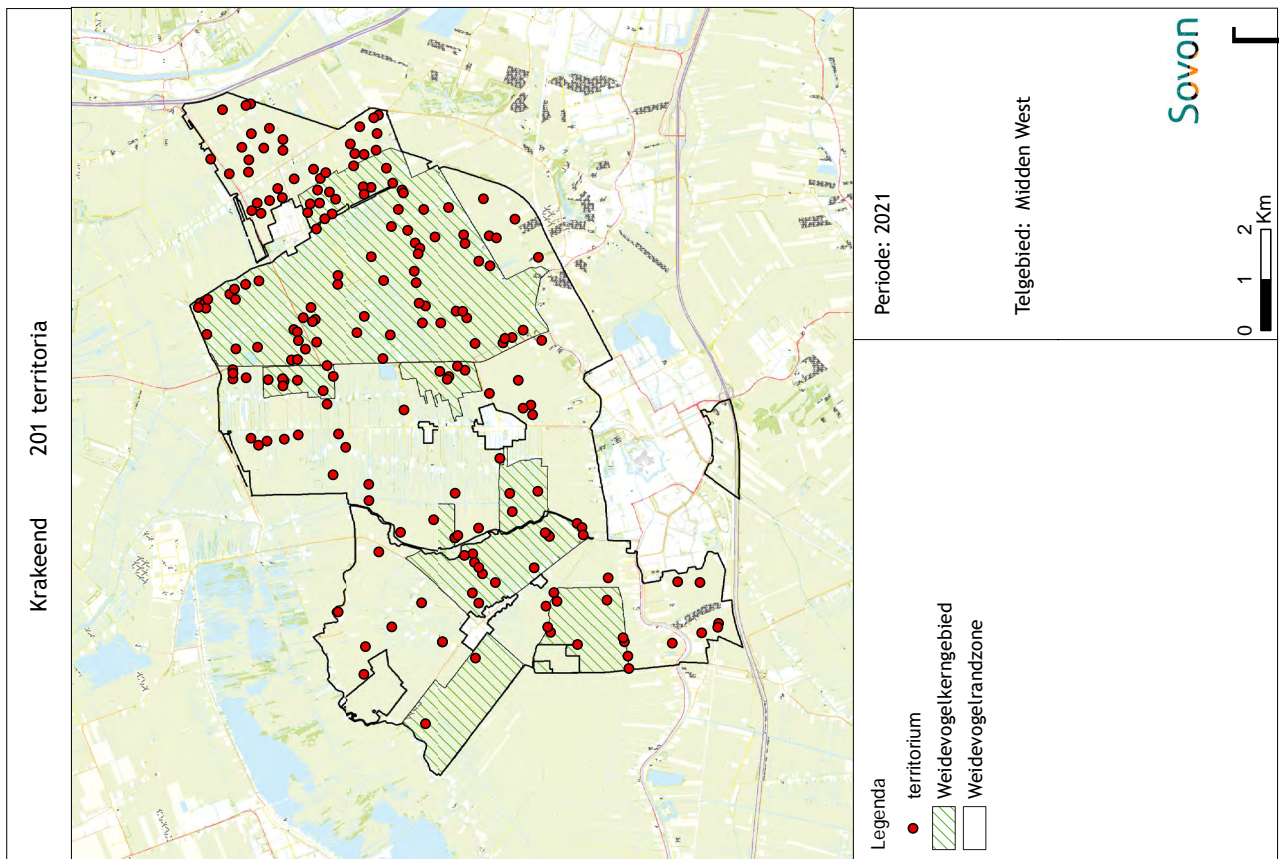 Krakeend 201 territoria
Legenda
territorium
Weidevogelkerngebied
Weidevogelrandzone
Periode: 2021
Telgebied: Midden West
0 1 2
Km
Sovon